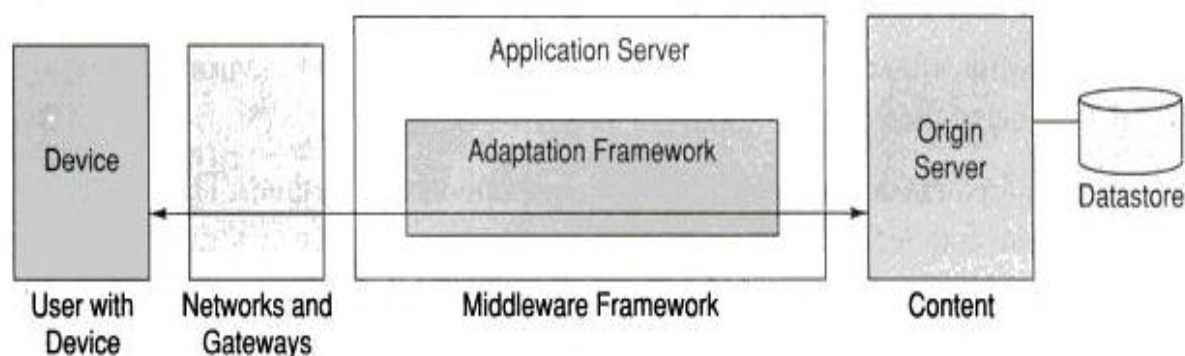 Application Server
Device
Adaptation Framework
Origin
Server
Datastore
User with
Device
Networks and
Gateways
Middleware Framework
Content